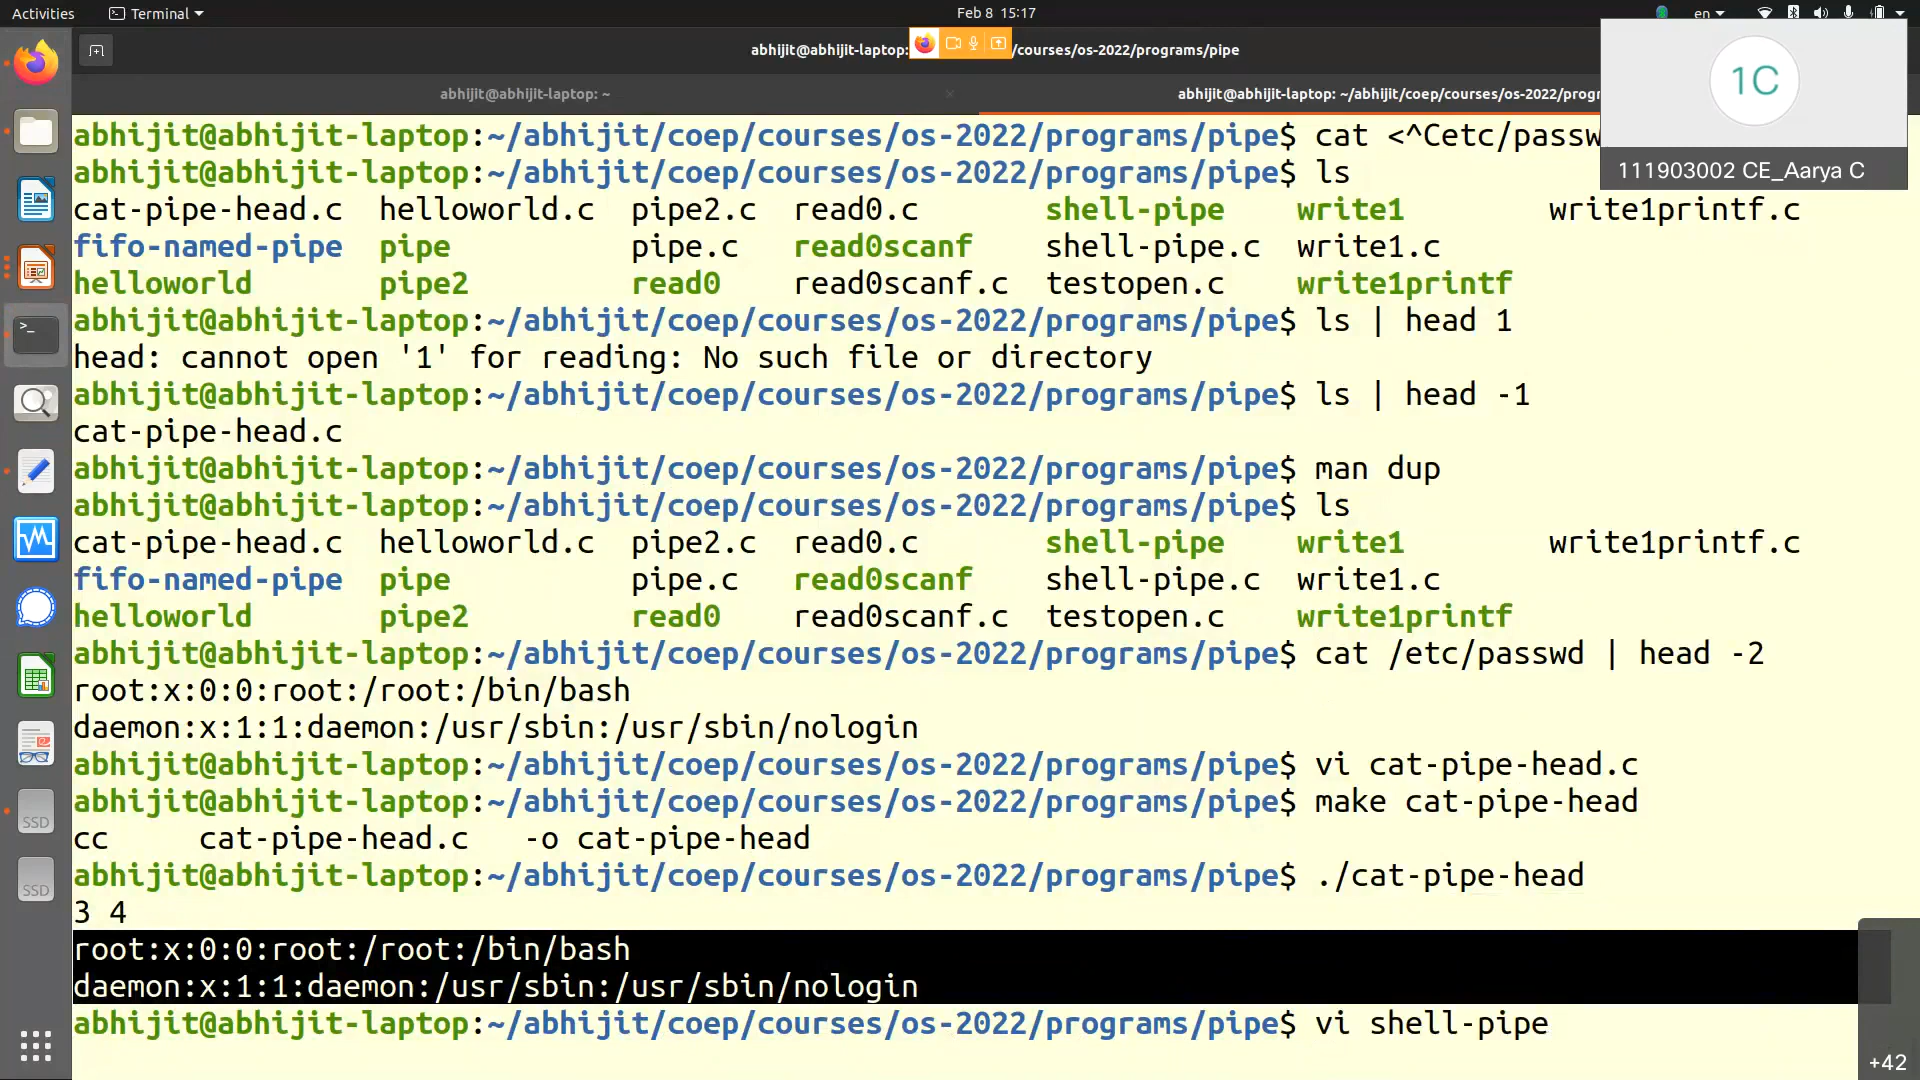 Activities
Terminal
Feb 8 15:17
en
abhijit@abhijit-laptop:
/courses/os-2022/programs/pipe
abhijit@abhijit-laptop: ~
abhijit@abhijit-laptop: ~/abhijit/coep/courses/os-2022/progr
1C
111903002 CE_Aarya C
abhijit@abhijit-laptop:~/abhijit/coep/courses/os-2022/programs/pipe$ cat <^Cetc/passw
abhijit@abhijit-laptop:~/abhijit/coep/courses/os-2022/programs/pipe$ ls
cat-pipe-head.c helloworld.c pipe2.c read0.c shell-pipe write1 write1printf.c
fifo-named-pipe pipe pipe.c read0scanf shell-pipe.c write1.c
helloworld pipe2 read0 read0scanf.c testopen.c write1printf
abhijit@abhijit-laptop:~/abhijit/coep/courses/os-2022/programs/pipe$ ls | head 1
head: cannot open '1' for reading: No such file or directory
abhijit@abhijit-laptop:~/abhijit/coep/courses/os-2022/programs/pipe$ ls | head -1
cat-pipe-head.c
abhijit@abhijit-laptop:~/abhijit/coep/courses/os-2022/programs/pipe$ man dup
abhijit@abhijit-laptop:~/abhijit/coep/courses/os-2022/programs/pipe$ ls
cat-pipe-head.c helloworld.c pipe2.c read0.c shell-pipe write1 write1printf.c
fifo-named-pipe pipe pipe.c read0scanf shell-pipe.c write1.c
helloworld pipe2 read0 read0scanf.c testopen.c write1printf
abhijit@abhijit-laptop:~/abhijit/coep/courses/os-2022/programs/pipe$ cat /etc/passwd | head -2
root:x:0:0:root:/root:/bin/bash
daemon:x:1:1:daemon:/usr/sbin:/usr/sbin/nologin
abhijit@abhijit-laptop:~/abhijit/coep/courses/os-2022/programs/pipe$ vi cat-pipe-head.c
abhijit@abhijit-laptop:~/abhijit/coep/courses/os-2022/programs/pipe$ make cat-pipe-head
cc cat-pipe-head.c -o cat-pipe-head
abhijit@abhijit-laptop:~/abhijit/coep/courses/os-2022/programs/pipe$ ./cat-pipe-head
3 4
root:x:0:0:root:/root:/bin/bash
daemon:x:1:1:daemon:/usr/sbin:/usr/sbin/nologin
abhijit@abhijit-laptop:~/abhijit/coep/courses/os-2022/programs/pipe$ vi shell-pipe
SSD
SSD
+42